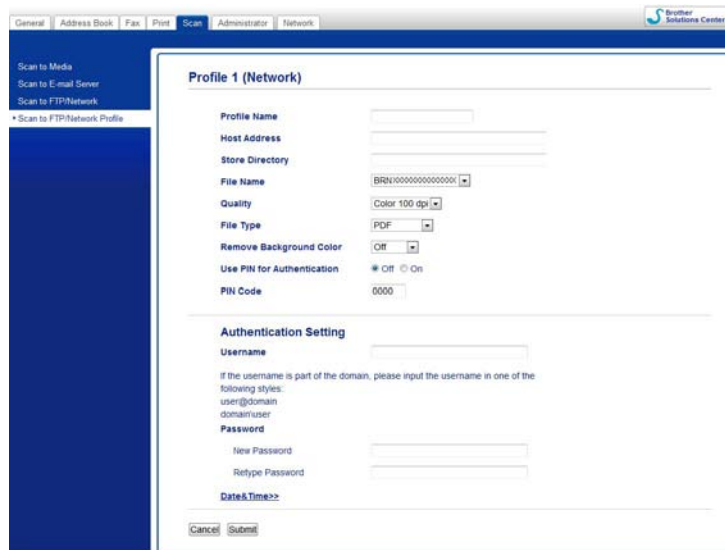 General Address Book Fax Print Scan Administrator Network
Brother
Solutions Center
Scan to Media
Scan to E-mail Server
Scan to FTP/Network
Scan to FTP/Network Profile
Profile 1 (Network)
Profile Name
Host Address
Store Directory
File Name BRNXXXXXXXXXXXX
Quality Color 100 dpi
File Type PDF
Remove Background Color Off
Use PIN for Authentication Off On
PIN Code 0000
Authentication Setting
Username
If the username is part of the domain, please input the username in one of the
following styles:
user@domain
domain\user
Password
New Password
Retype Password
Date&Time>>
Cancel Submit